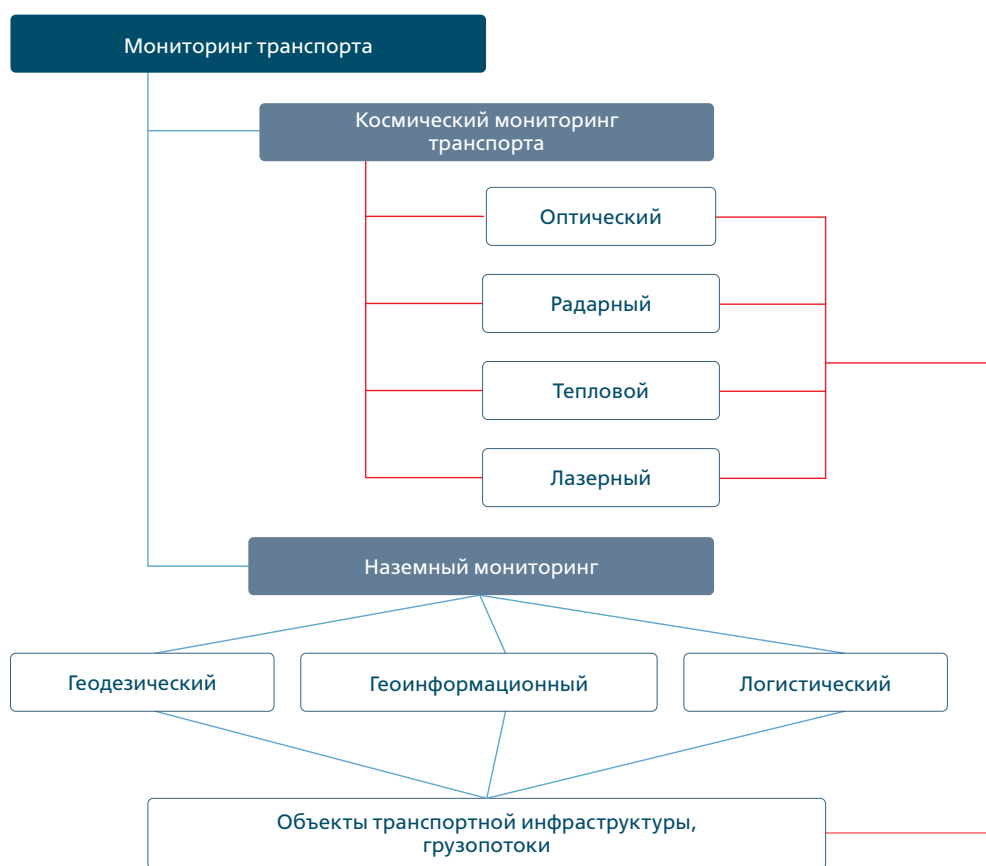 Мониторинг транспорта
Космический мониторинг
транспорта
Оптический
Радарный
Тепловой
Лазерный
Наземный мониторинг
Геодезический
Геоинформационный
Логистический
Объекты транспортной инфраструктуры,
грузопотоки